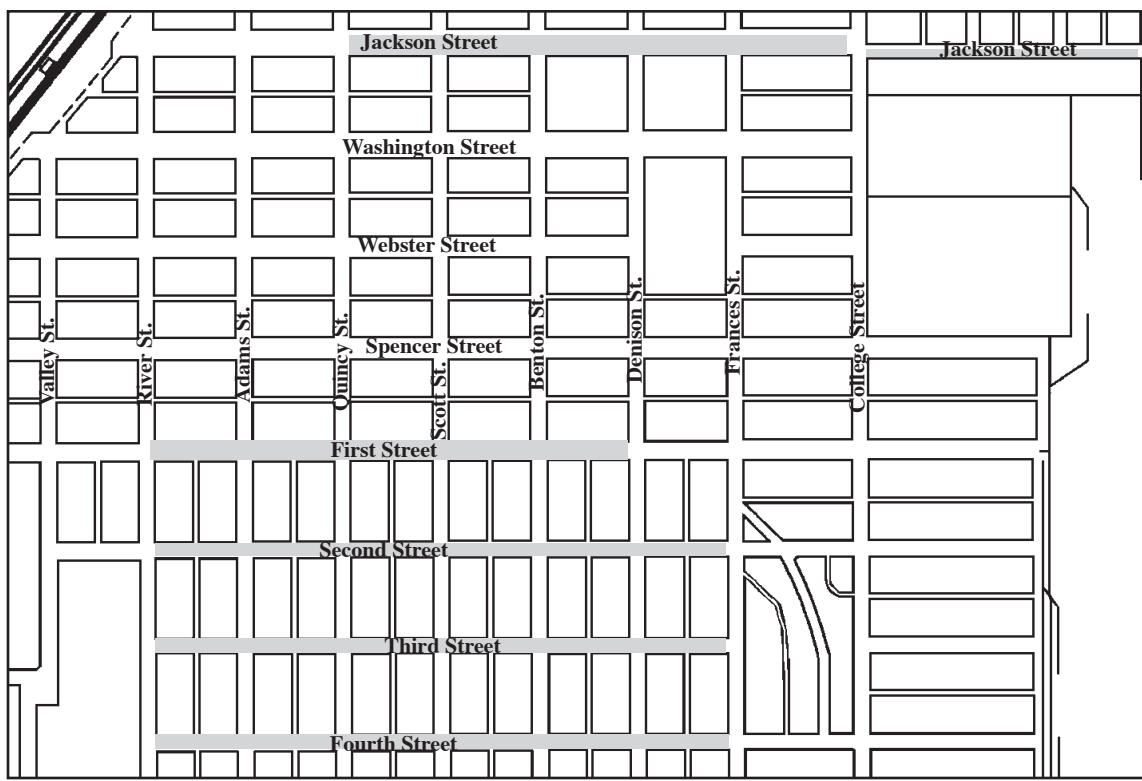 Jackson Street
Jackson Street
Washington Street
Webster Street
Valley St.
River St.
Adams St.
Quincy St.
Scott St.
Benton St.
Denison St.
Frances St.
College Street
Spencer Street
First Street
Second Street
Third Street
Fourth Street